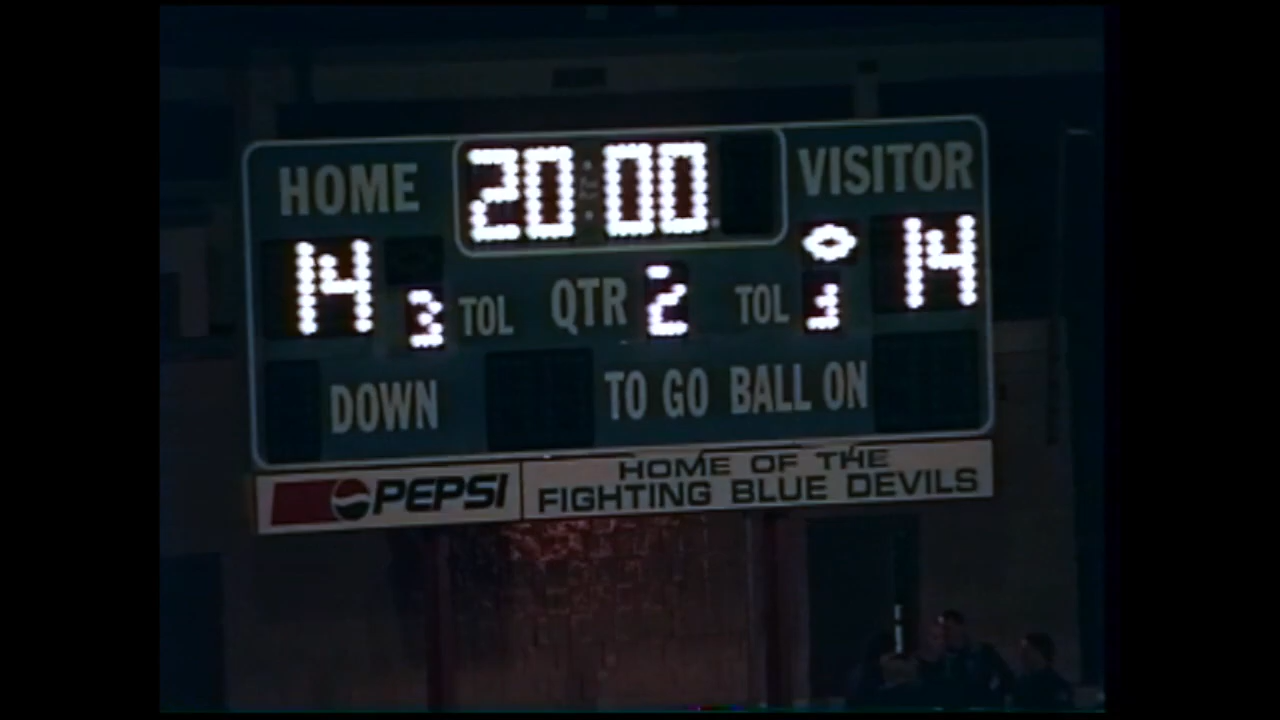 HOME 20:00 VISITOR
14 14
3 TOL QTR 2 TOL 1
DOWN TO GO BALL ON
PEPSI
HOME OF THE
FIGHTING BLUE DEVILS